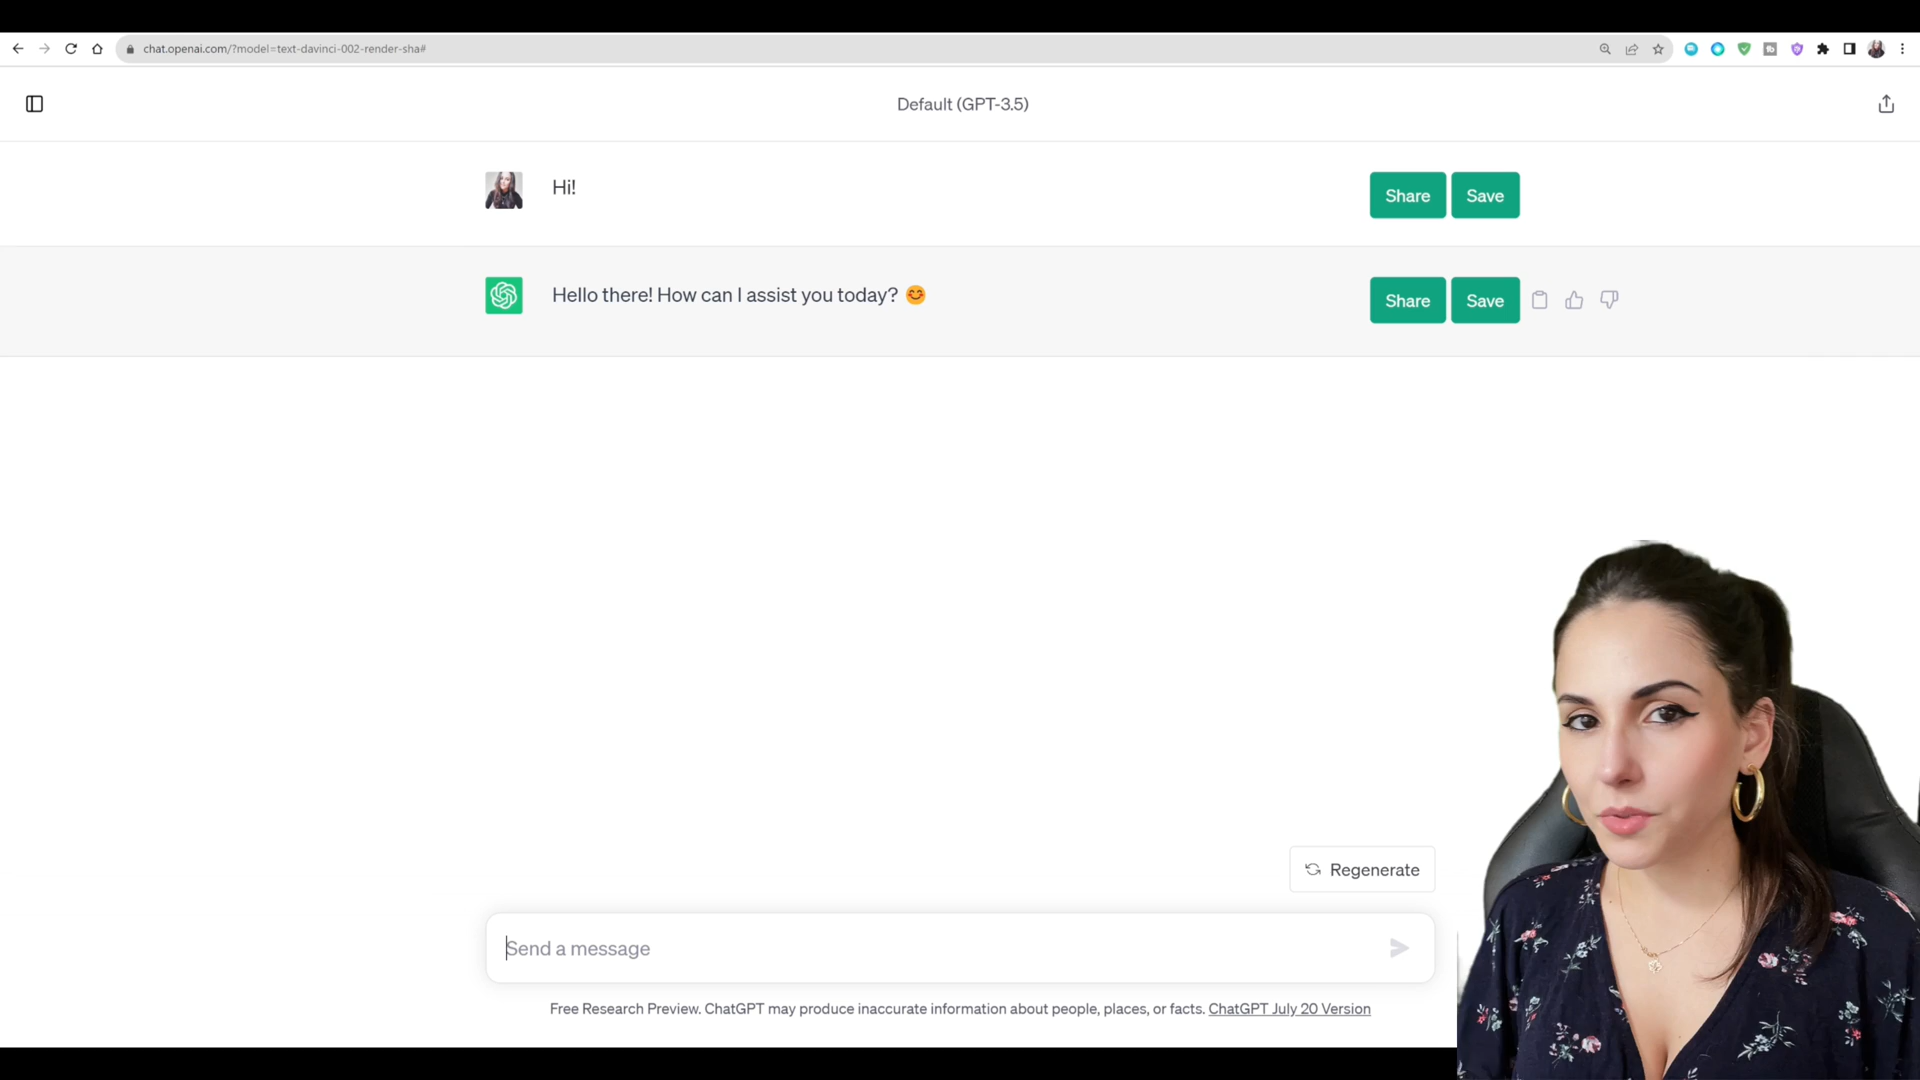 chat.openai.com/?model=text-davinci-002-render-sha#
Default (GPT-3.5)
Hi!
Share Save
Hello there! How can I assist you today? 😊
Share Save
Regenerate
Send a message
Free Research Preview. ChatGPT may produce inaccurate information about people, places, or facts. ChatGPT July 20 Version